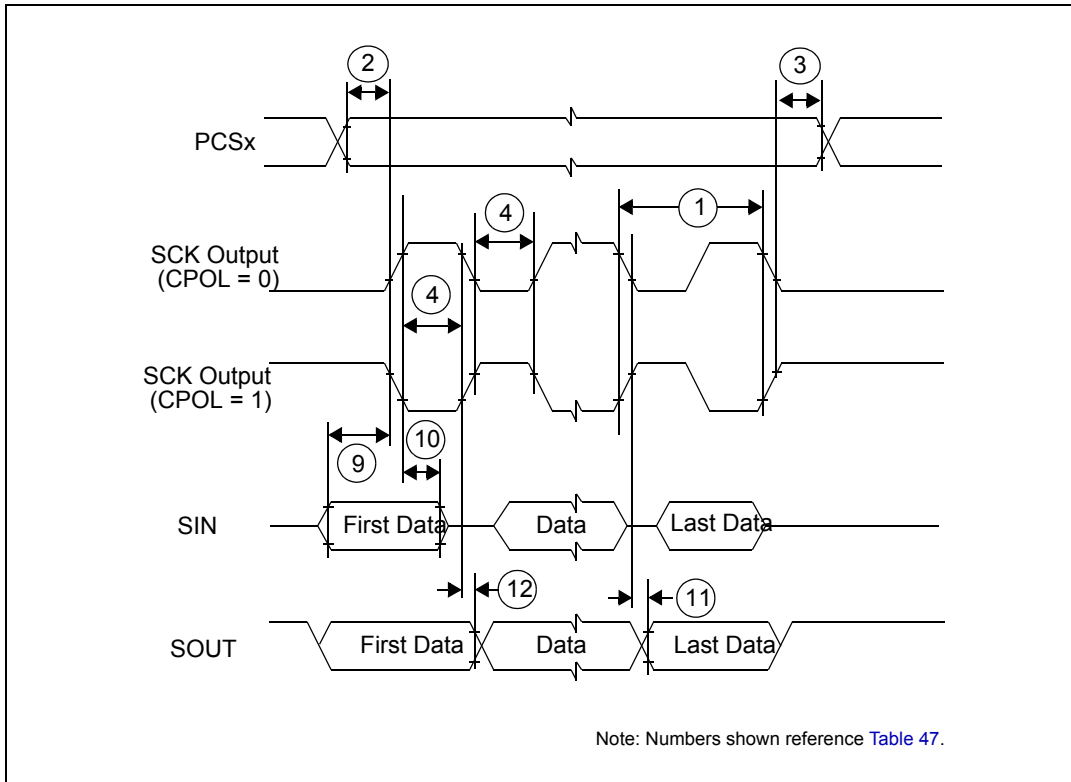 2
3
PCSx
1
4
SCK Output
(CPOL = 0)
4
SCK Output
(CPOL = 1)
10
9
SIN
First Data
Data
Last Data
12
11
SOUT
First Data
Data
Last Data
Note: Numbers shown reference Table 47.